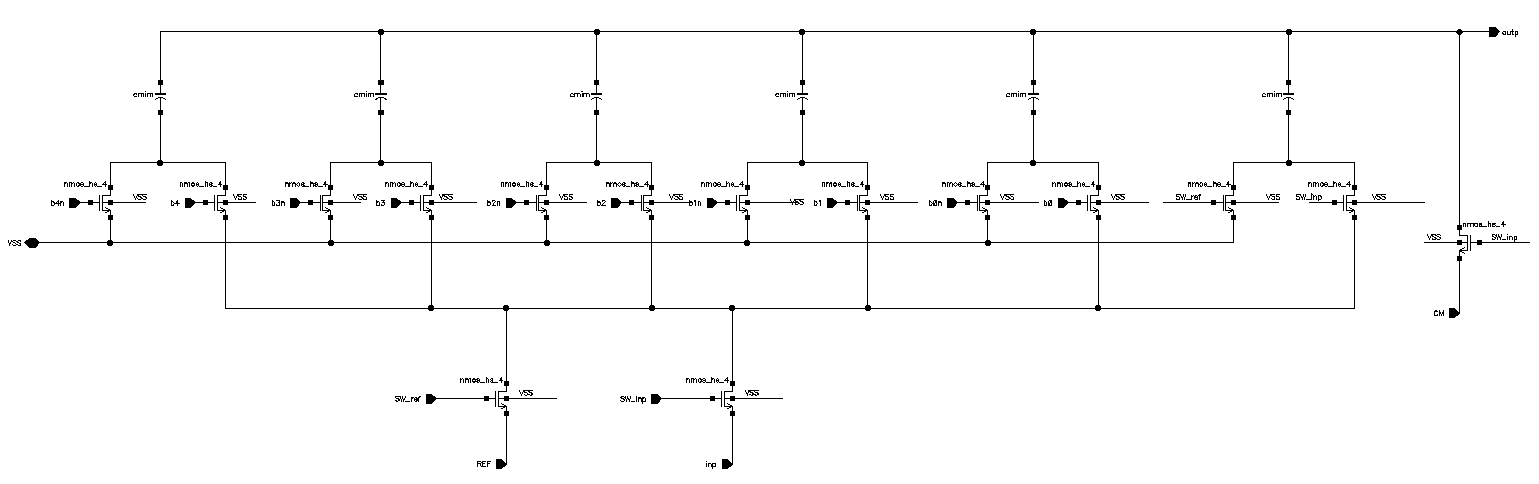 outp
cmim cmim cmim cmim cmim cmim
nmos_hs_4 nmos_hs_4 nmos_hs_4 nmos_hs_4 nmos_hs_4 nmos_hs_4 nmos_hs_4 nmos_hs_4 nmos_hs_4 nmos_hs_4 nmos_hs_4 nmos_hs_4
b4n VSS b4 VSS b3n VSS b3 VSS b2n VSS b2 VSS b1n VSS b1 VSS b0n VSS b0 VSS SW_ref VSS SW_inp VSS
nmos_hs_4
VSS VSS SW_inp
CM
nmos_hs_4 nmos_hs_4
SW_ref VSS SW_inp VSS
REF inp